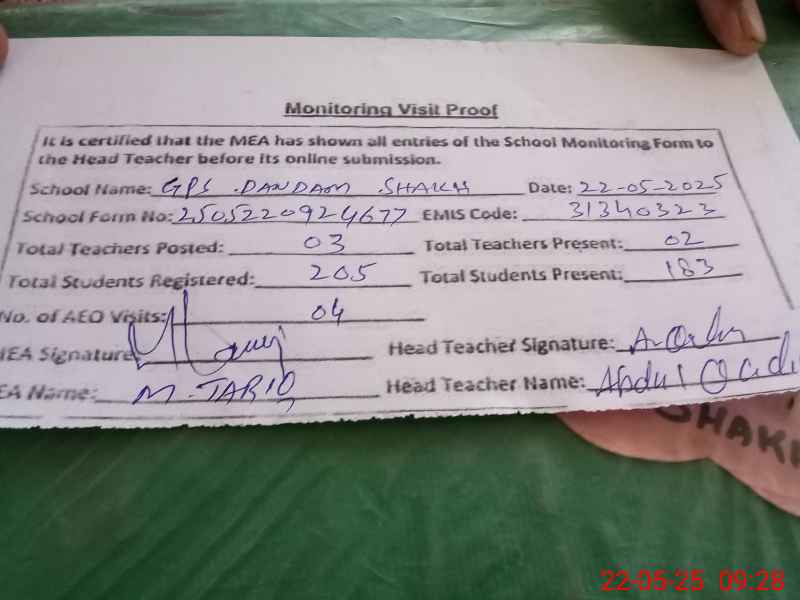 Monitoring Visit Proof
It is certified that the MEA has shown all entries of the School Monitoring Form to
the Head Teacher before its online submission.
School Name: GPS DANDAM SHAIKH Date: 22-05-2025
School Form No: 2505220924677 EMIS Code: 31340323
Total Teachers Posted: 03 Total Teachers Present: 02
Total Students Registered: 205 Total Students Present: 183
No. of AEO Visits: 04
MEA Signature Head Teacher Signature:
EA Name: M. TARIQ Head Teacher Name: Abdul Qadi
SHAK
22-05-25 09:28